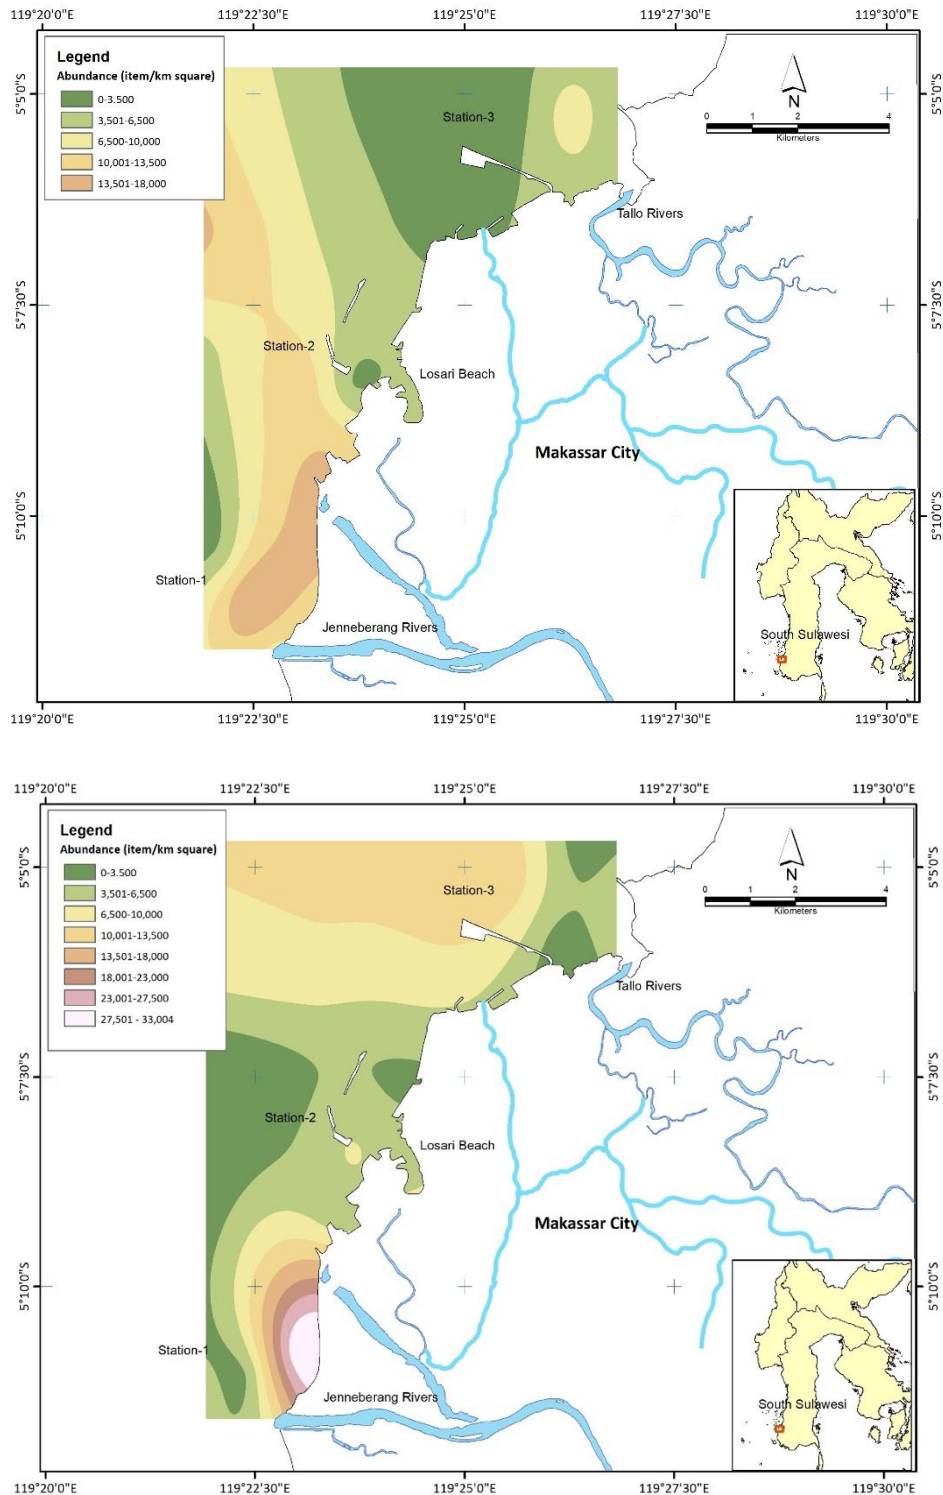 119°20'0"E 119°22'30"E 119°25'0"E 119°27'30"E 119°30'0"E
Legend
Abundance (item/km square)
0-3.500
3,501-6,500
6,500-10,000
10,001-13,500
13,501-18,000
Station-3
N
0 1 2 4
Kilometers
5°5'0"S 5°5'0"S
Tallo Rivers
5°7'30"S 5°7'30"S
Station-2
Losari Beach
Makassar City
5°10'0"S 5°10'0"S
Station-1
Jenneberang Rivers
South Sulawesi
119°20'0"E 119°22'30"E 119°25'0"E 119°27'30"E 119°30'0"E
119°20'0"E 119°22'30"E 119°25'0"E 119°27'30"E 119°30'0"E
Legend
Abundance (item/km square)
0-3.500
3,501-6,500
6,500-10,000
10,001-13,500
13,501-18,000
18,001-23,000
23,001-27,500
27,501 - 33,004
Station-3
N
0 1 2 4
Kilometers
5°5'0"S 5°5'0"S
Tallo Rivers
5°7'30"S 5°7'30"S
Station-2
Losari Beach
Makassar City
5°10'0"S 5°10'0"S
Station-1
Jenneberang Rivers
South Sulawesi
119°20'0"E 119°22'30"E 119°25'0"E 119°27'30"E 119°30'0"E